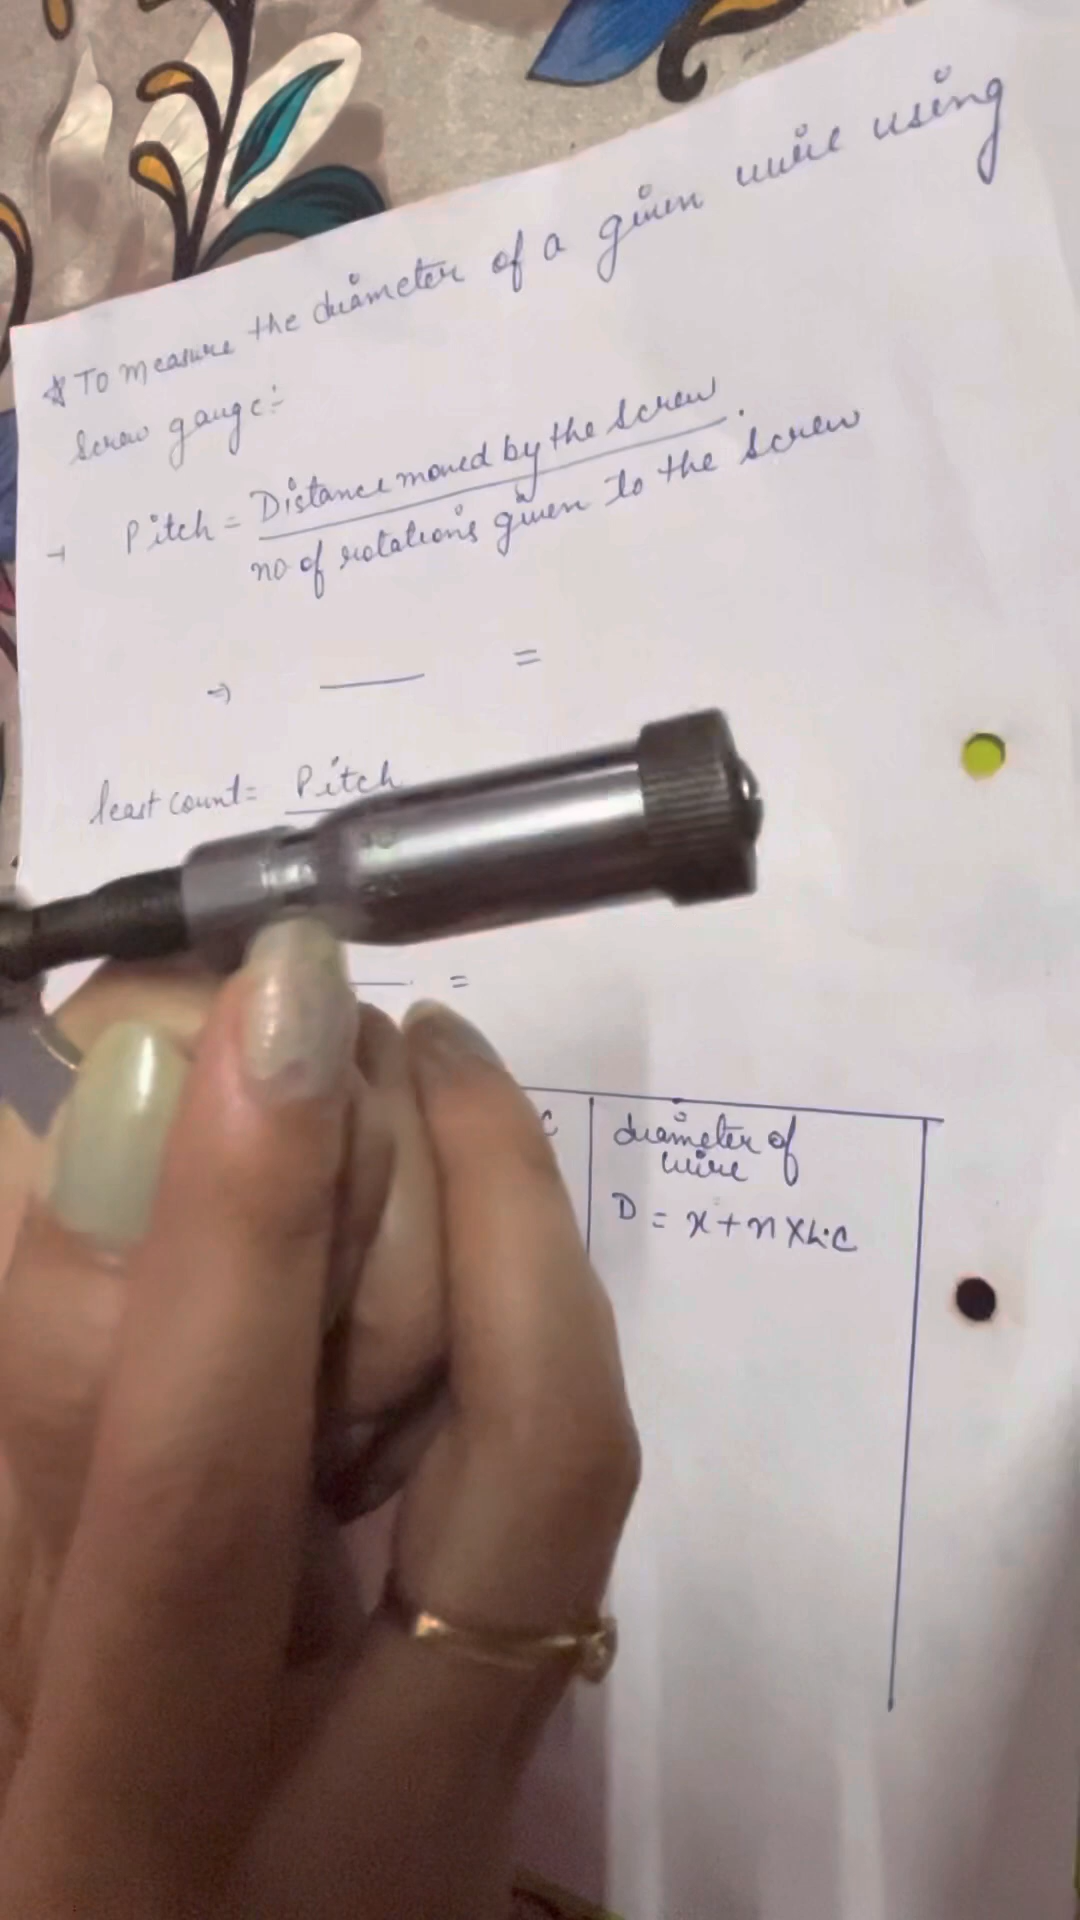 * To measure the diameter of a given wire using
Screw gauge:-
→ Pitch = Distance moved by the screw
no of rotations given to the screw
⇒ =
least count = Pitch
=
C
diameter of
wire
D = x + n x L.C